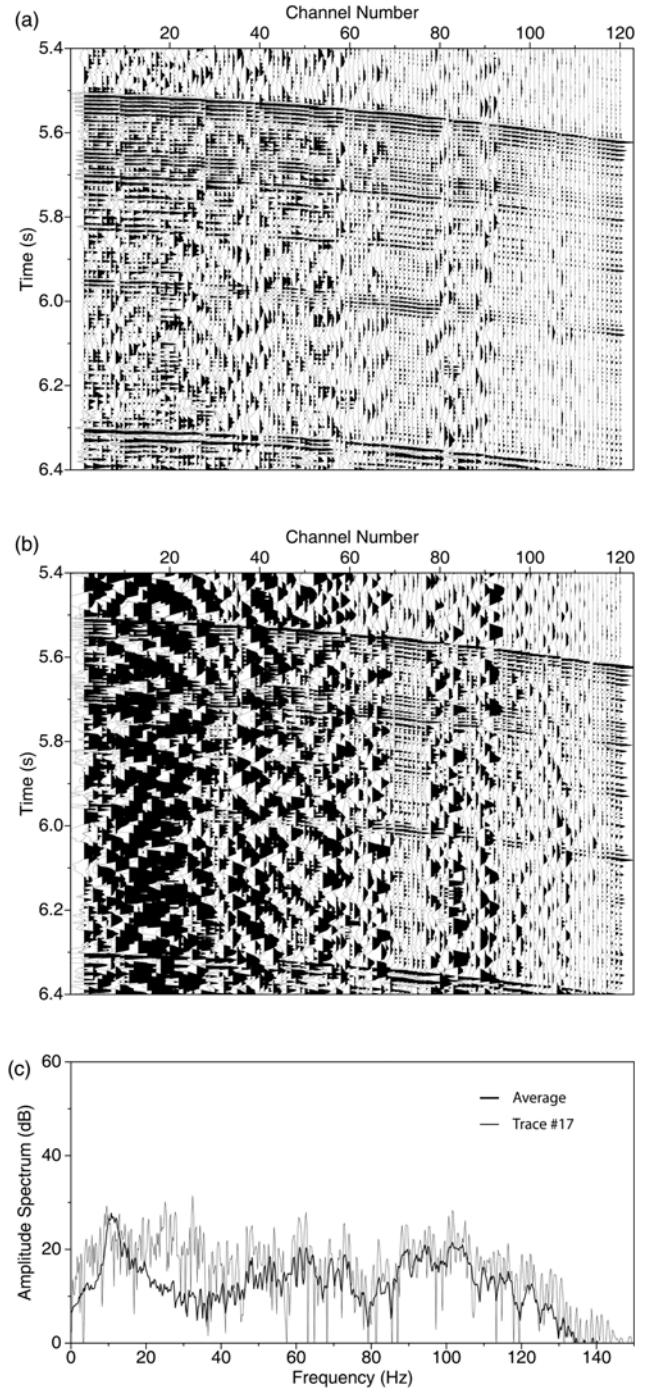 (a)
Channel Number
20 40 60 80 100 120
5.4
5.6
5.8
6.0
6.2
6.4
Time (s)
(b)
Channel Number
20 40 60 80 100 120
5.4
5.6
5.8
6.0
6.2
6.4
Time (s)
(c)
60
40
20
0
Amplitude Spectrum (dB)
Average
Trace #17
0 20 40 60 80 100 120 140
Frequency (Hz)